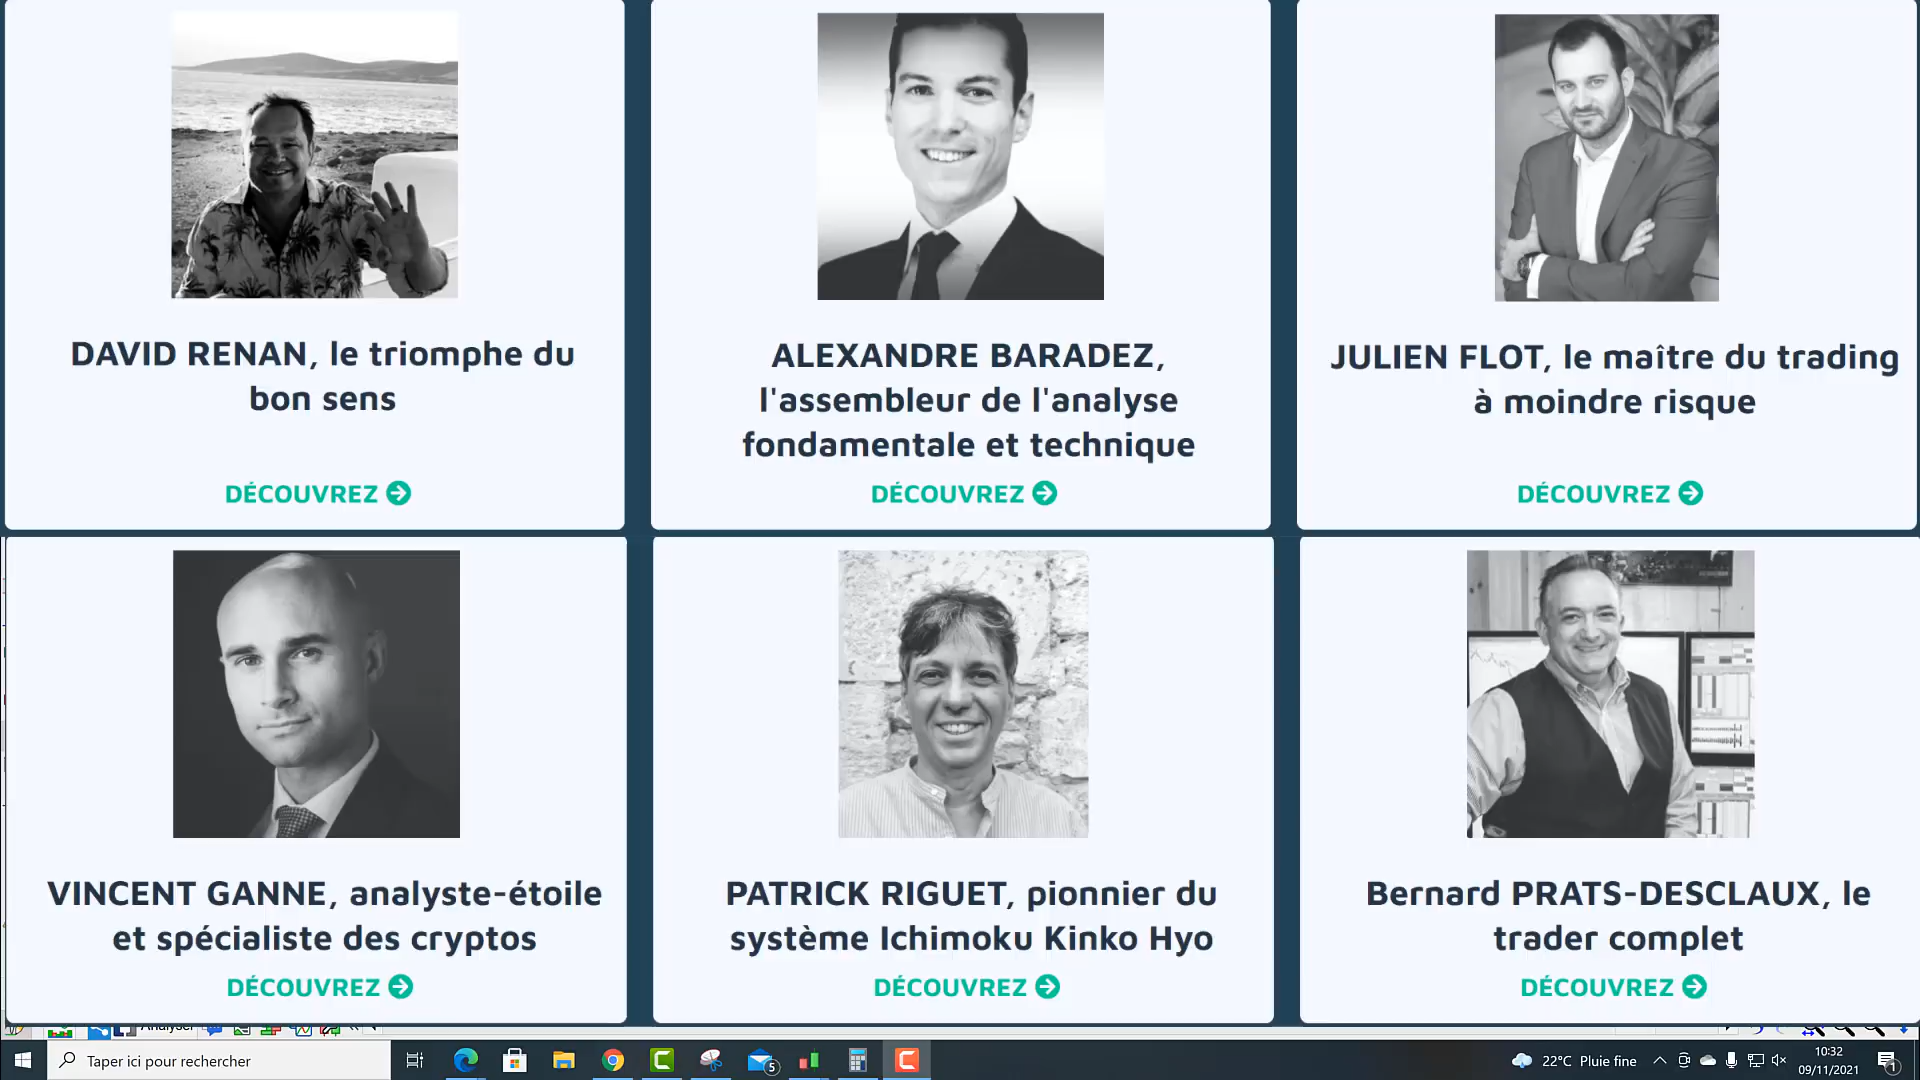 DAVID RENAN, le triomphe du
bon sens
DÉCOUVREZ
ALEXANDRE BARADEZ,
l'assembleur de l'analyse
fondamentale et technique
DÉCOUVREZ
JULIEN FLOT, le maître du trading
à moindre risque
DÉCOUVREZ
VINCENT GANNE, analyste-étoile
et spécialiste des cryptos
DÉCOUVREZ
PATRICK RIGUET, pionnier du
système Ichimoku Kinko Hyo
DÉCOUVREZ
Bernard PRATS-DESCLAUX, le
trader complet
DÉCOUVREZ
Analyser
Taper ici pour rechercher
5
22°C Pluie fine
10:32
09/11/2021
1